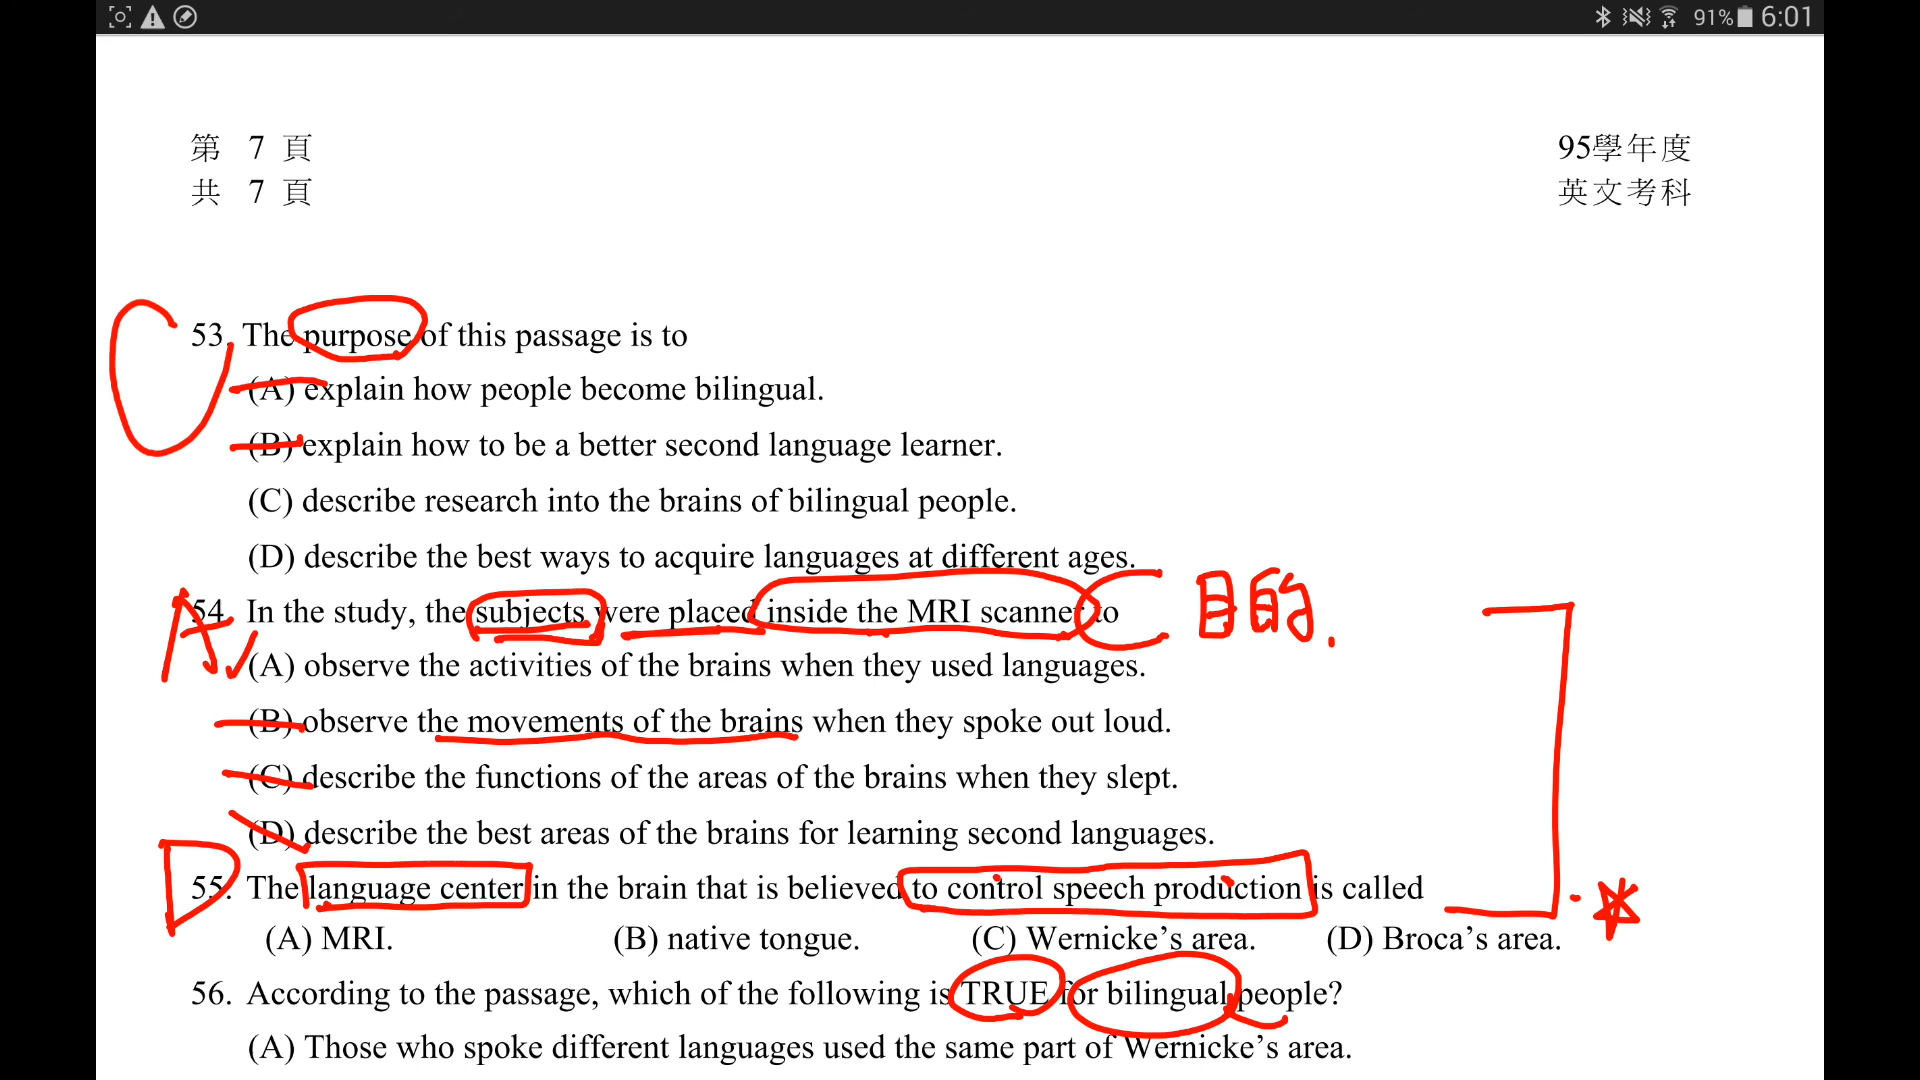 91% 6:01
第 7 頁
共 7 頁
95學年度
英文考科
C
53. The purpose of this passage is to
(A) explain how people become bilingual.
(B) explain how to be a better second language learner.
(C) describe research into the brains of bilingual people.
(D) describe the best ways to acquire languages at different ages.
A 54. In the study, the subjects were placed inside the MRI scanner to 目的.
(A) observe the activities of the brains when they used languages.
(B) observe the movements of the brains when they spoke out loud.
(C) describe the functions of the areas of the brains when they slept.
(D) describe the best areas of the brains for learning second languages.
D 55. The language center in the brain that is believed to control speech production is called
(A) MRI. (B) native tongue. (C) Wernicke’s area. (D) Broca’s area.
56. According to the passage, which of the following is TRUE for bilingual people?
(A) Those who spoke different languages used the same part of Wernicke’s area.